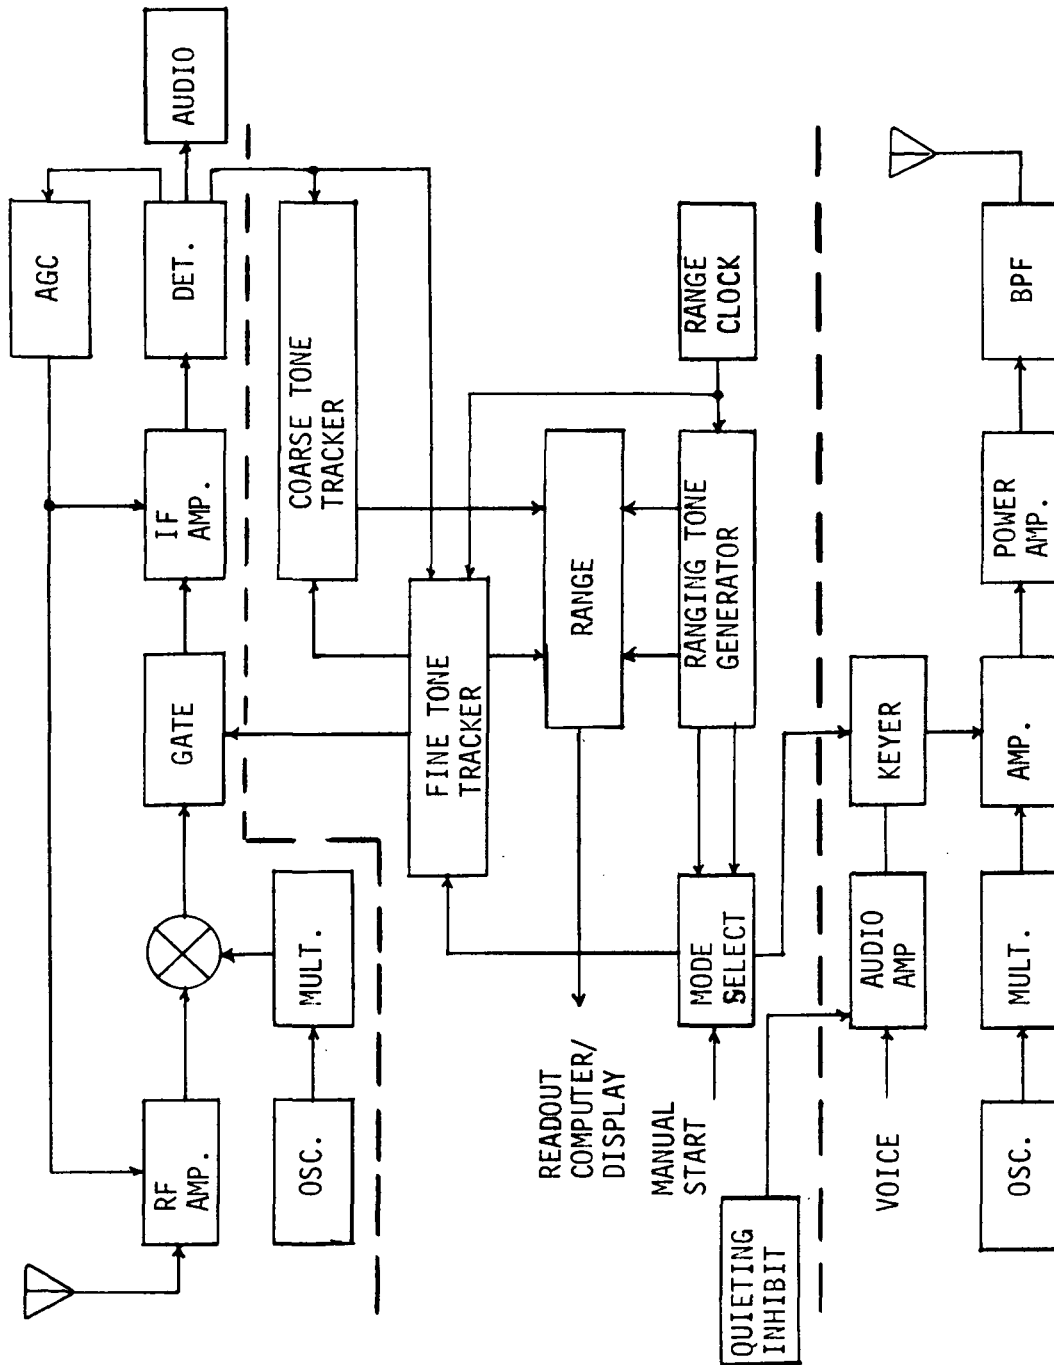 AGC
AUDIO
RF
AMP.
GATE
IF
AMP.
DET.
OSC.
MULT.
COARSE TONE
TRACKER
FINE TONE
TRACKER
READOUT
COMPUTER/
DISPLAY
RANGE
MANUAL
START
MODE
SELECT
RANGING TONE
GENERATOR
RANGE
CLOCK
QUIETING
INHIBIT
VOICE
AUDIO
AMP
KEYER
OSC.
MULT.
AMP.
POWER
AMP.
BPF